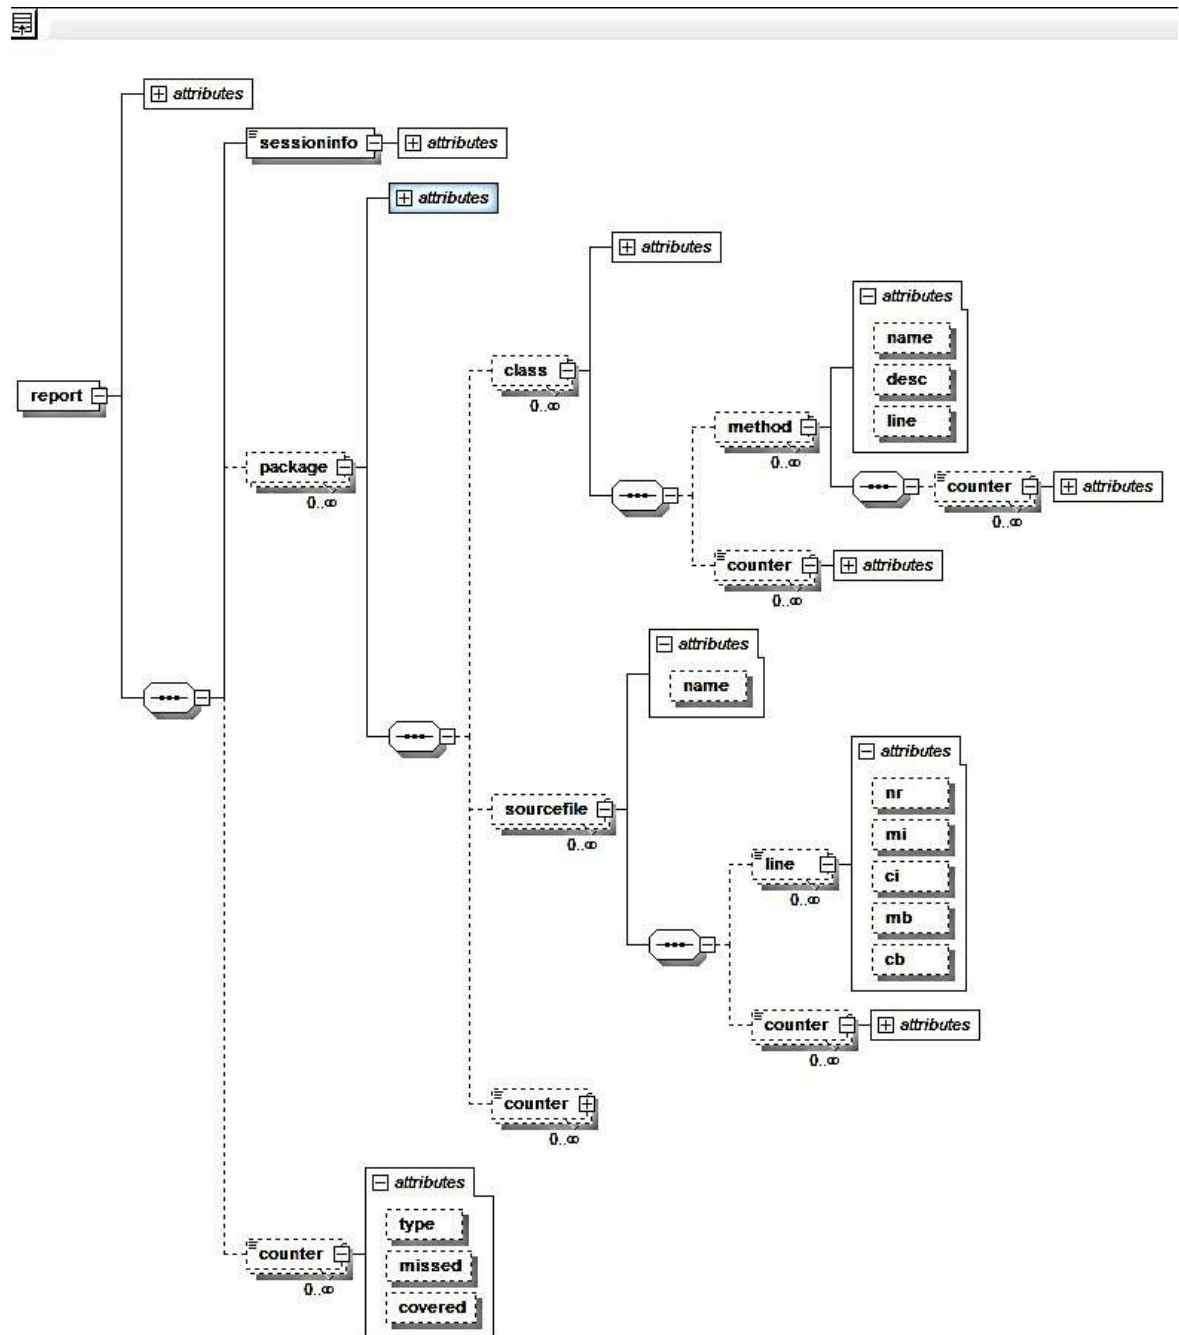 attributes
sessioninfo
attributes
attributes
attributes
attributes
name
class
desc
0..∞
report
line
method
package
0..∞
0..∞
counter
attributes
0..∞
counter
attributes
0..∞
attributes
name
attributes
nr
sourcefile
mi
0..∞
line
ci
0..∞
mb
cb
counter
attributes
0..∞
counter
0..∞
attributes
type
counter
missed
0..∞
covered